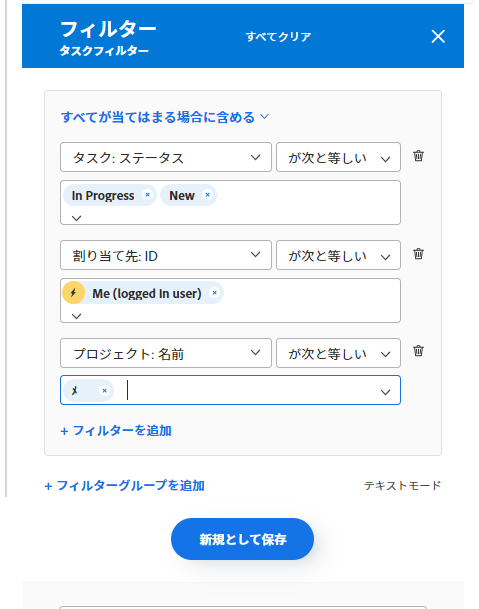 フィルター
タスクフィルター
すべてクリア
すべてが当てはまる場合に含める
タスク: ステータス
が次と等しい
In Progress
New
割り当て先: ID
が次と等しい
Me (logged In user)
プロジェクト: 名前
が次と等しい
+ フィルターを追加
+ フィルターグループを追加
テキストモード
新規として保存